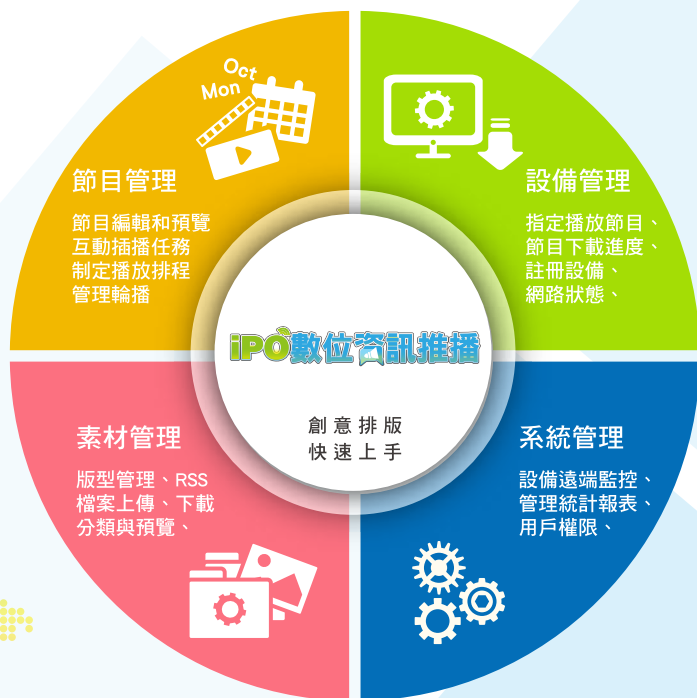 Oct
Mon
節目管理
節目編輯和預覽
互動插播任務
制定播放排程
管理輪播
設備管理
指定播放節目、
節目下載進度、
註冊設備、
網路狀態、
iPO數位資訊推播
創意排版
快速上手
素材管理
版型管理、RSS
檔案上傳、下載
分類與預覽、
系統管理
設備遠端監控、
管理統計報表、
用戶權限、